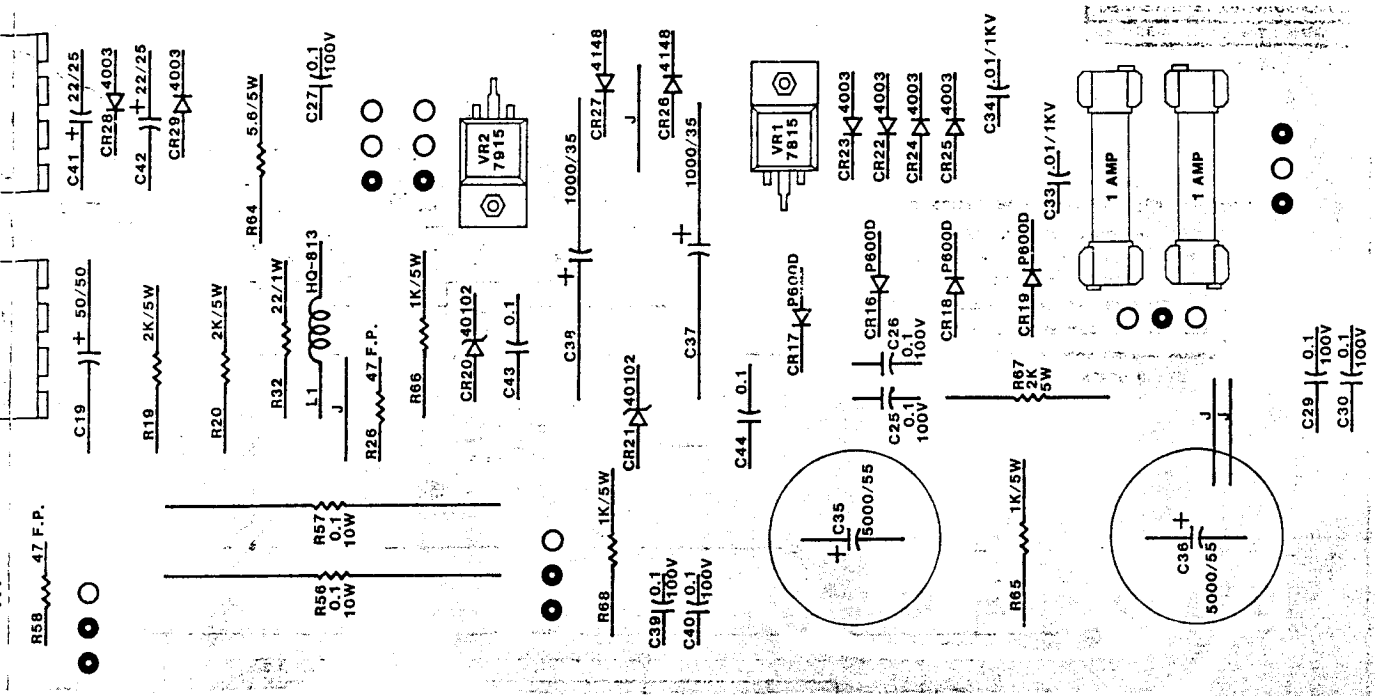 C41 22/25
CR28 4003
C42 22/25
CR29 4003
R64 5.6/5W
C27 0.1
100V
VR2
7915
C38 1000/35
CR27 4148
J
CR26 4148
C37 1000/35
VR1
7815
CR23 4003
CR22 4003
CR24 4003
CR25 4003
C34 .01/1KV
C33 .01/1KV
1 AMP
1 AMP
C19 50/50
R19 2K/5W
R20 2K/5W
R32 22/1W
L1 HQ-813
J
R26 47 F.P.
R66 1K/5W
CR20 40102
C43 0.1
CR21 40102
C44 0.1
CR17 P600D
CR16 P600D
CR18 P600D
CR19 P600D
C26
0.1
100V
C25
0.1
100V
R67
2K
5W
J
J
C29 0.1
100V
C30 0.1
100V
R58 47 F.P.
R57
0.1
10W
R56
0.1
10W
R68 1K/5W
C39 0.1
100V
C40 0.1
100V
C35
5000/55
R65 1K/5W
C36
5000/55